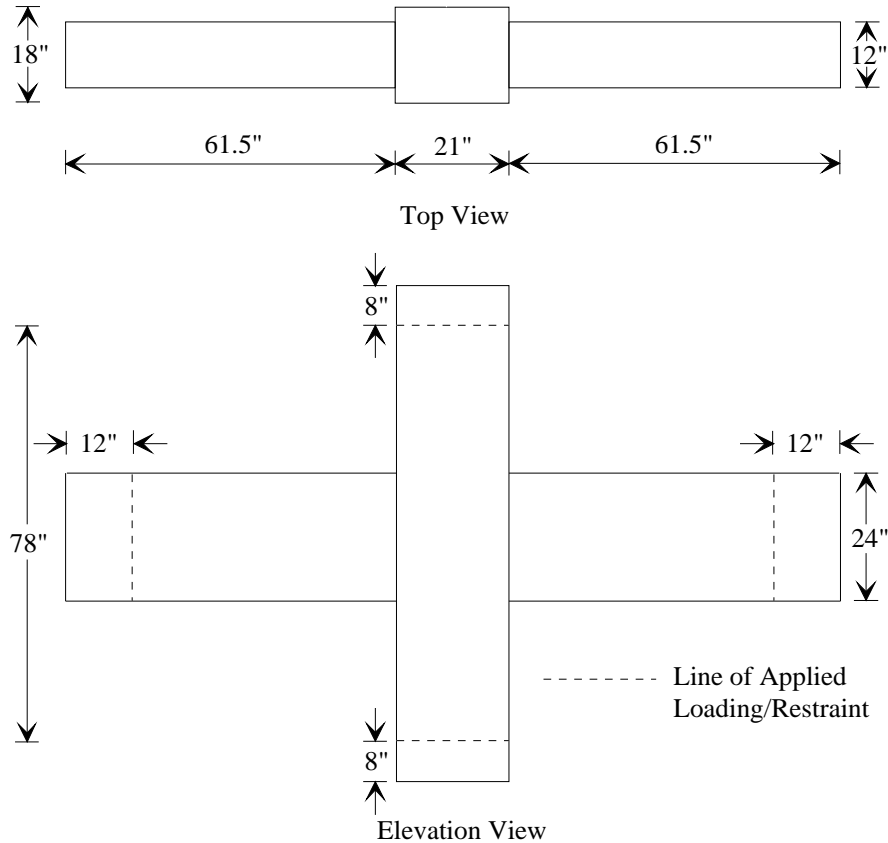 18"
12"
61.5"
21"
61.5"
Top View
8"
12"
12"
78"
24"
Line of Applied
Loading/Restraint
8"
Elevation View